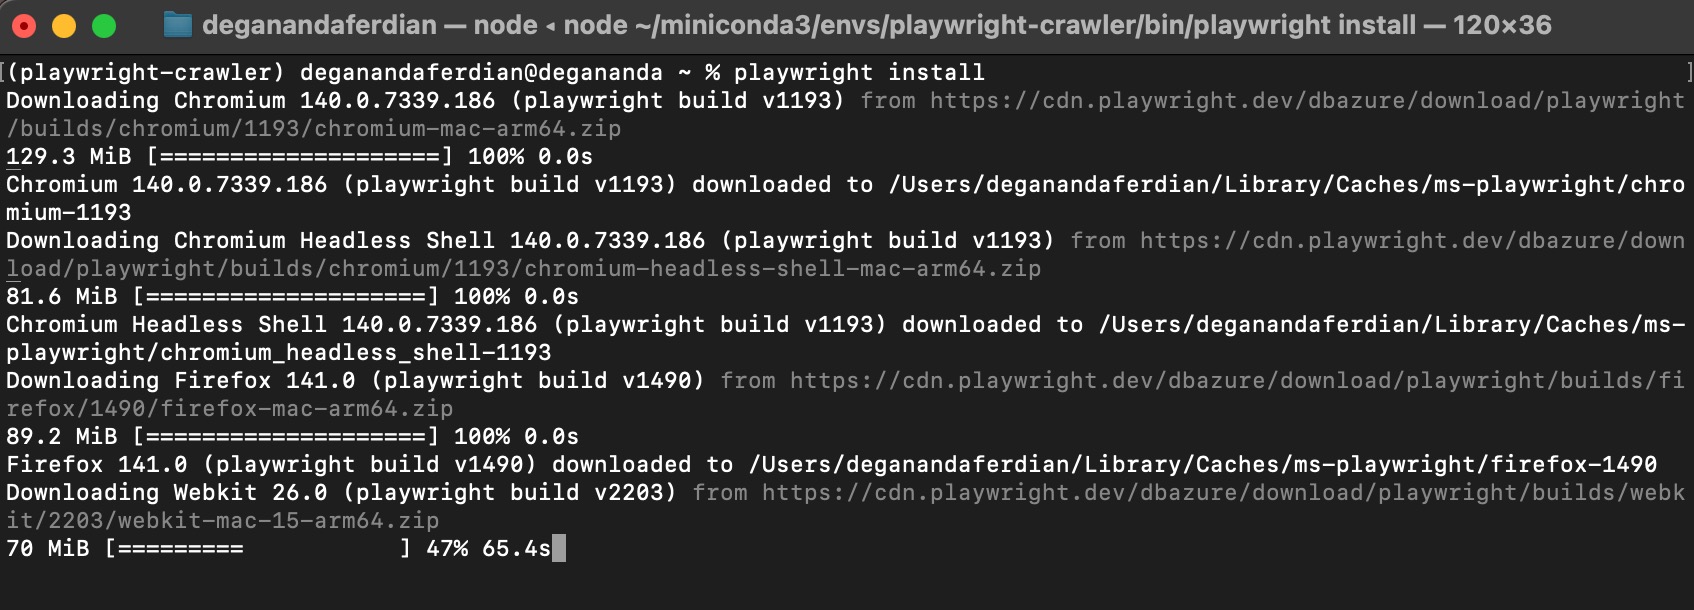 deganandaferdian — node ◂ node ~/miniconda3/envs/playwright-crawler/bin/playwright install — 120×36
[(playwright-crawler) deganandaferdian@degananda ~ % playwright install ]
Downloading Chromium 140.0.7339.186 (playwright build v1193) from https://cdn.playwright.dev/dbazure/download/playwright
/builds/chromium/1193/chromium-mac-arm64.zip
129.3 MiB [====================] 100% 0.0s
Chromium 140.0.7339.186 (playwright build v1193) downloaded to /Users/deganandaferdian/Library/Caches/ms-playwright/chro
mium-1193
Downloading Chromium Headless Shell 140.0.7339.186 (playwright build v1193) from https://cdn.playwright.dev/dbazure/down
load/playwright/builds/chromium/1193/chromium-headless-shell-mac-arm64.zip
81.6 MiB [====================] 100% 0.0s
Chromium Headless Shell 140.0.7339.186 (playwright build v1193) downloaded to /Users/deganandaferdian/Library/Caches/ms-
playwright/chromium_headless_shell-1193
Downloading Firefox 141.0 (playwright build v1490) from https://cdn.playwright.dev/dbazure/download/playwright/builds/fi
refox/1490/firefox-mac-arm64.zip
89.2 MiB [====================] 100% 0.0s
Firefox 141.0 (playwright build v1490) downloaded to /Users/deganandaferdian/Library/Caches/ms-playwright/firefox-1490
Downloading Webkit 26.0 (playwright build v2203) from https://cdn.playwright.dev/dbazure/download/playwright/builds/webk
it/2203/webkit-mac-15-arm64.zip
70 MiB [=========           ] 47% 65.4s